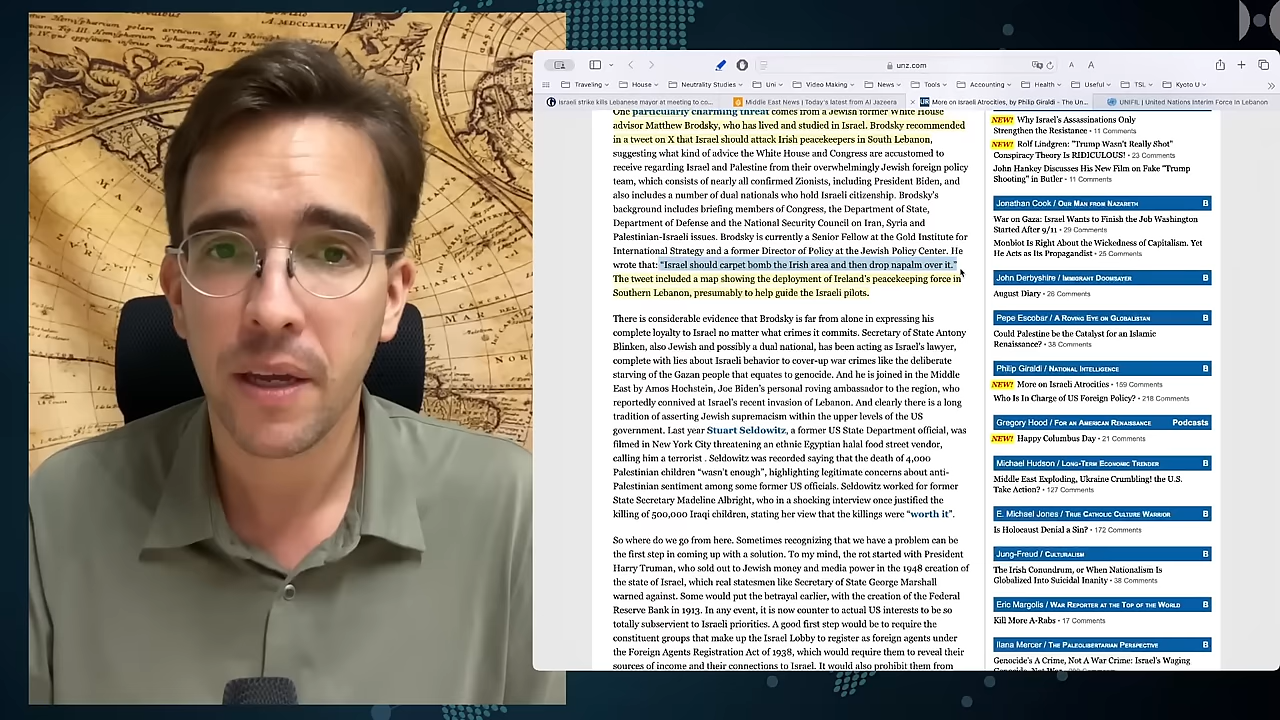 unz.com
A A
Traveling House Neutrality Studies Uni Video Making News Tools Accounting Health Useful TSL Kyoto U
Israeli strike kills Lebanese mayor at meeting to co...
Middle East News | Today's latest from Al Jazeera
More on Israeli Atrocities, by Philip Giraldi - The Un...
UNIFIL | United Nations Interim Force In Lebanon
One particularly charming threat comes from a Jewish former White House
advisor Matthew Brodsky, who has lived and studied in Israel. Brodsky recommended
in a tweet on X that Israel should attack Irish peacekeepers in South Lebanon,
suggesting what kind of advice the White House and Congress are accustomed to
receive regarding Israel and Palestine from their overwhelmingly Jewish foreign policy
team, which consists of nearly all confirmed Zionists, including President Biden, and
also includes a number of dual nationals who hold Israeli citizenship. Brodsky's
background includes briefing members of Congress, the Department of State,
Department of Defense and the National Security Council on Iran, Syria and
Palestinian-Israeli issues. Brodsky is currently a Senior Fellow at the Gold Institute for
International Strategy and a former Director of Policy at the Jewish Policy Center. He
wrote that: "Israel should carpet bomb the Irish area and then drop napalm over it."
The tweet included a map showing the deployment of Ireland's peacekeeping force in
Southern Lebanon, presumably to help guide the Israeli pilots.
There is considerable evidence that Brodsky is far from alone in expressing his
complete loyalty to Israel no matter what crimes it commits. Secretary of State Antony
Blinken, also Jewish and possibly a dual national, has been acting as Israel's lawyer,
complete with lies about Israeli behavior to cover-up war crimes like the deliberate
starving of the Gazan people that equates to genocide. And he is joined in the Middle
East by Amos Hochstein, Joe Biden's personal roving ambassador to the region, who
reportedly connived at Israel's recent invasion of Lebanon. And clearly there is a long
tradition of asserting Jewish supremacism within the upper levels of the US
government. Last year Stuart Seldowitz, a former US State Department official, was
filmed in New York City threatening an ethnic Egyptian halal food street vendor,
calling him a terrorist . Seldowitz was recorded saying that the death of 4,000
Palestinian children "wasn't enough", highlighting legitimate concerns about anti-
Palestinian sentiment among some former US officials. Seldowitz worked for former
State Secretary Madeline Albright, who in a shocking interview once justified the
killing of 500,000 Iraqi children, stating her view that the killings were "worth it".
So where do we go from here. Sometimes recognizing that we have a problem can be
the first step in coming up with a solution. To my mind, the rot started with President
Harry Truman, who sold out to Jewish money and media power in the 1948 creation of
the state of Israel, which real statesmen like Secretary of State George Marshall
warned against. Some would put the betrayal earlier, with the creation of the Federal
Reserve Bank in 1913. In any event, it is now counter to actual US interests to be so
totally subservient to Israeli priorities. A good first step would be to require the
constituent groups that make up the Israel Lobby to register as foreign agents under
the Foreign Agents Registration Act of 1938, which would require them to reveal their
sources of income and their connections to Israel. It would also prohibit them from
NEW! Why Israel's Assassinations Only
Strengthen the Resistance • 11 Comments
NEW! Rolf Lindgren: "Trump Wasn't Really Shot"
Conspiracy Theory Is RIDICULOUS! • 23 Comments
John Hankey Discusses His New Film on Fake "Trump
Shooting" in Butler • 11 Comments
Jonathan Cook / Our Man from Nazareth B
War on Gaza: Israel Wants to Finish the Job Washington
Started After 9/11 • 29 Comments
Monbiot Is Right About the Wickedness of Capitalism. Yet
He Acts as Its Propagandist • 25 Comments
John Derbyshire / Immigrant Doomsayer B
August Diary • 26 Comments
Pepe Escobar / A Roving Eye on Globalistan B
Could Palestine be the Catalyst for an Islamic
Renaissance? • 38 Comments
Philip Giraldi / National Intelligence B
NEW! More on Israeli Atrocities • 159 Comments
Who Is In Charge of US Foreign Policy? • 218 Comments
Gregory Hood / For an American Renaissance Podcasts
NEW! Happy Columbus Day • 21 Comments
Michael Hudson / Long-Term Economic Trender B
Middle East Exploding, Ukraine Crumbling! the U.S.
Take Action? • 127 Comments
E. Michael Jones / True Catholic Culture Warrior B
Is Holocaust Denial a Sin? • 172 Comments
Jung-Freud / Culturalism B
The Irish Conundrum, or When Nationalism Is
Globalized Into Suicidal Inanity • 38 Comments
Eric Margolis / War Reporter at the Top of the World B
Kill More A-Rabs • 17 Comments
Ilana Mercer / The Paleolibertarian Perspective B
Genocide's A Crime, Not A War Crime: Israel's Waging